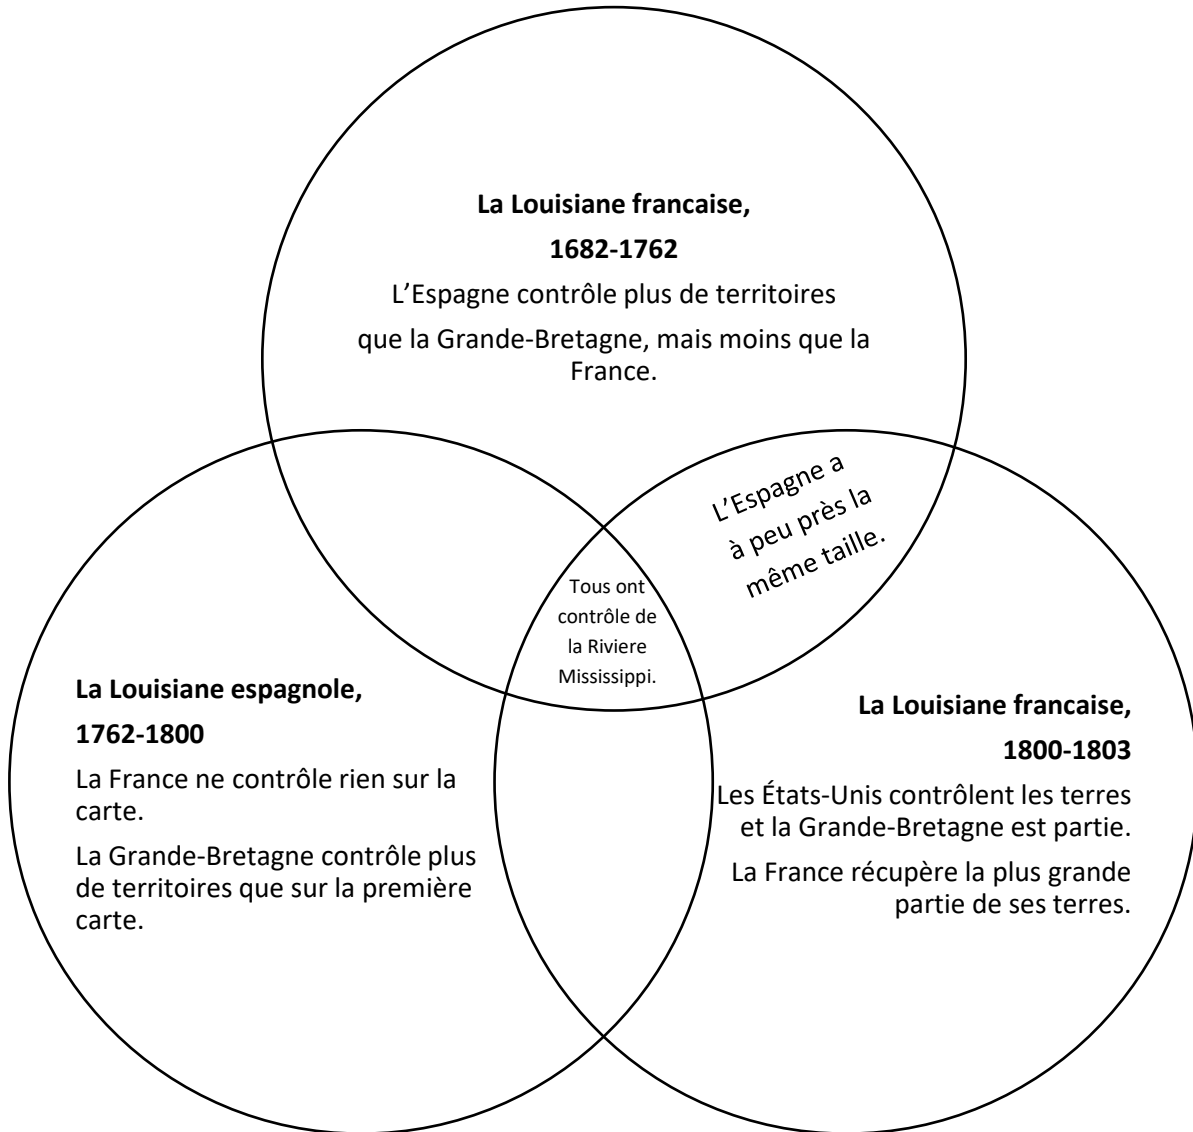 La Louisiane francaise,
1682-1762
L’Espagne contrôle plus de territoires
que la Grande-Bretagne, mais moins que la
France.
L’Espagne a
à peu près la
même taille.
Tous ont
contrôle de
la Riviere
Mississippi.
La Louisiane espagnole,
1762-1800
La France ne contrôle rien sur la
carte.
La Grande-Bretagne contrôle plus
de territoires que sur la première
carte.
La Louisiane francaise,
1800-1803
Les États-Unis contrôlent les terres
et la Grande-Bretagne est partie.
La France récupère la plus grande
partie de ses terres.